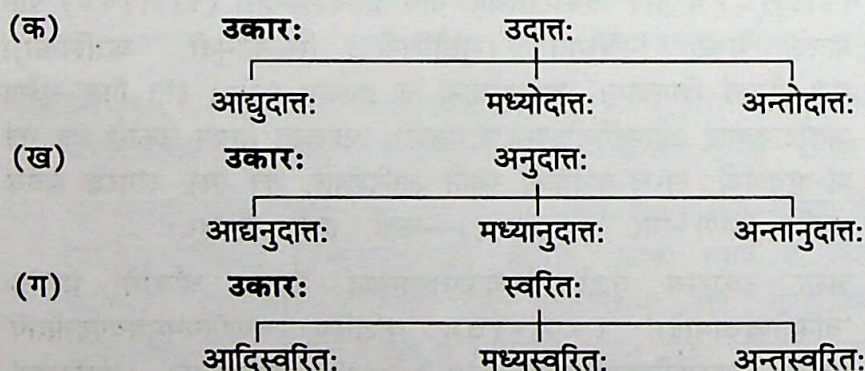 (क) उकारः उदात्तः
आद्युदात्तः मध्योदात्तः अन्तोदात्तः
(ख) उकारः अनुदात्तः
आद्यनुदात्तः मध्यानुदात्तः अन्तानुदात्तः
(ग) उकारः स्वरितः
आदिस्वरितः मध्यस्वरितः अन्तस्वरितः